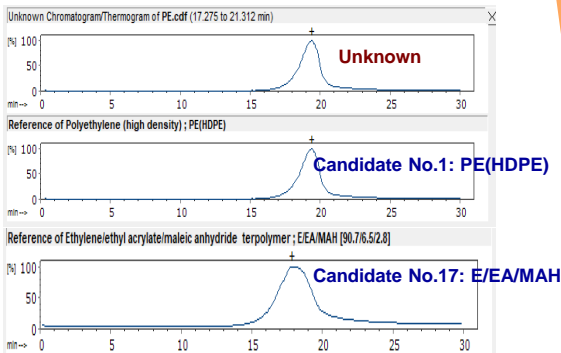 Unknown Chromatogram/Thermogram of PE.cdf (17.275 to 21.312 min)
[%] 100
Unknown
50
0
min--> 0 5 10 15 20 25 30
Reference of Polyethylene (high density) ; PE(HDPE)
[%] 100
Candidate No.1: PE(HDPE)
50
0
min--> 0 5 10 15 20 25 30
Reference of Ethylene/ethyl acrylate/maleic anhydride terpolymer ; E/EA/MAH [90.7/6.5/2.8]
[%] 100
Candidate No.17: E/EA/MAH
50
0
min--> 0 5 10 15 20 25 30